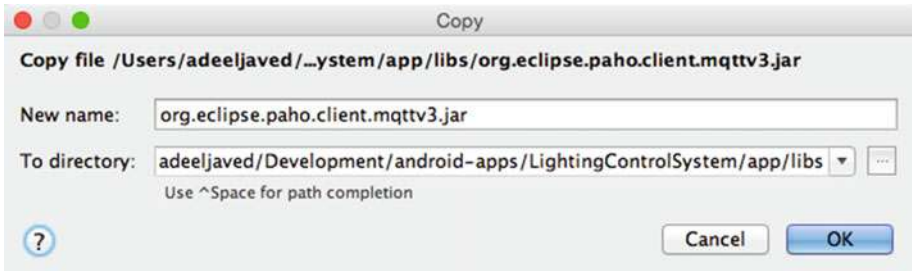 Copy
Copy file /Users/adeeljaved/...ystem/app/libs/org.eclipse.paho.client.mqttv3.jar
New name: org.eclipse.paho.client.mqttv3.jar
To directory: adeeljaved/Development/android-apps/LightingControlSystem/app/libs ...
Use ^Space for path completion
? Cancel OK